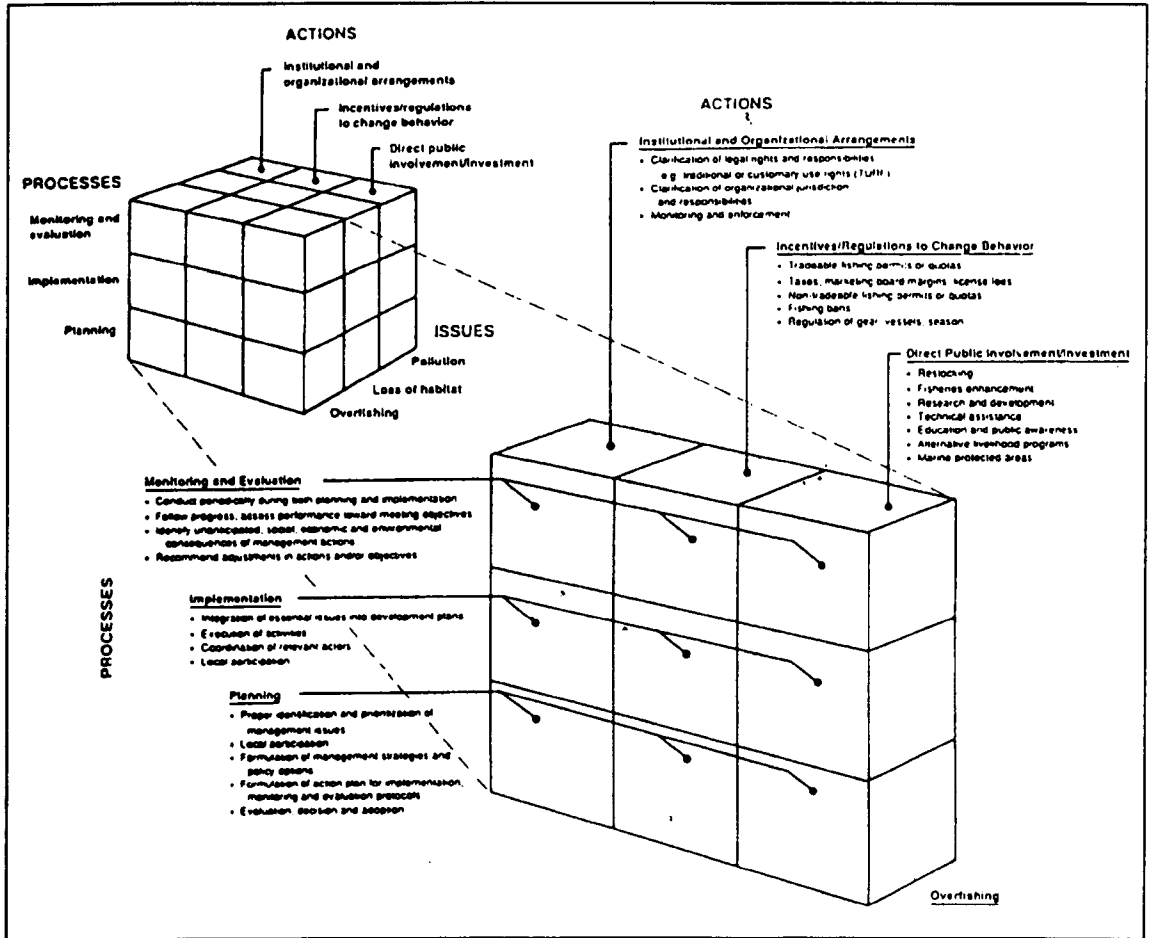 ACTIONS
Institutional and
organizational arrangements
Incentives/regulations
to change behavior
Direct public
involvement/investment
PROCESSES
Monitoring and
evaluation
Implementation
Planning
ISSUES
Pollution
Loss of habitat
Overfishing
ACTIONS
Institutional and Organizational Arrangements
• Clarification of legal rights and responsibilities
e.g. traditional or customary use rights (TURF)
• Clarification of organizational jurisdiction
and responsibilities
• Monitoring and enforcement
Incentives/Regulations to Change Behavior
• Tradeable fishing permits or quotas
• Taxes, marketing board margins, license fees
• Non-tradeable fishing permits or quotas
• Fishing bans
• Regulation of gear, vessels, season
Direct Public Involvement/Investment
• Restocking
• Fisheries enhancement
• Research and development
• Technical assistance
• Education and public awareness
• Alternative livelihood programs
• Marine protected areas
PROCESSES
Monitoring and Evaluation
• Conduct periodically during both planning and implementation
• Follow progress, assess performance toward meeting objectives
• Identify unanticipated, social, economic and environmental
consequences of management actions
• Recommend adjustments in actions and/or objectives
Implementation
• Integration of essential issues into development plans
• Execution of activities
• Coordination of relevant actors
• Local participation
Planning
• Proper identification and prioritization of
management issues
• Local participation
• Formulation of management strategies and
policy options
• Formulation of action plan for implementation,
monitoring and evaluation protocols
• Evaluation, decision and adoption
Overfishing